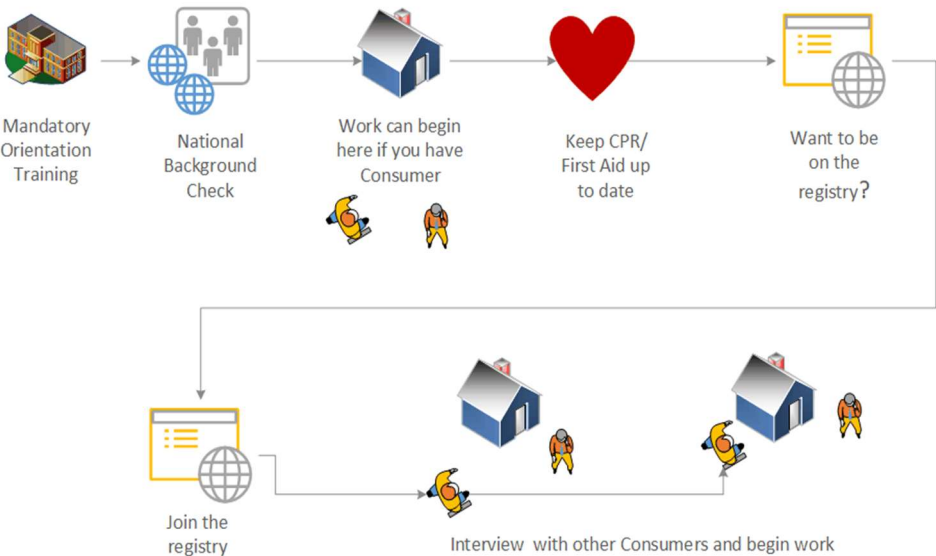 Mandatory
Orientation
Training
National
Background
Check
Work can begin
here if you have
Consumer
Keep CPR/
First Aid up
to date
Want to be
on the
registry?
Join the
registry
Interview with other Consumers and begin work